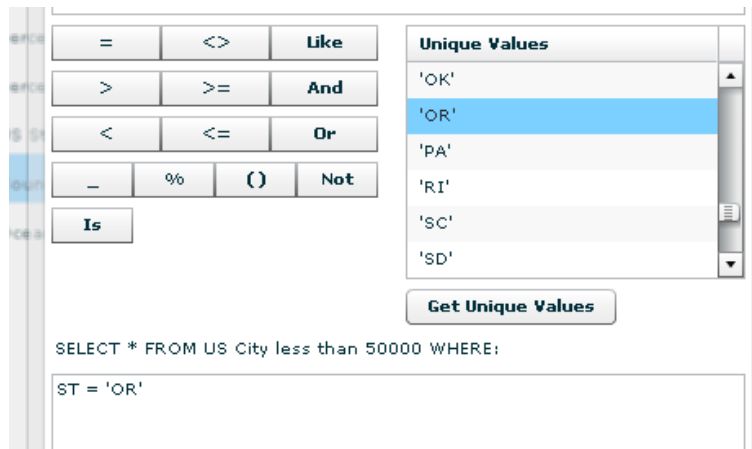 = <> Like
> >= And
< <= Or
_ % () Not
Is
Unique Values
'OK'
'OR'
'PA'
'RI'
'SC'
'SD'
Get Unique Values
SELECT * FROM US City less than 50000 WHERE:
ST = 'OR'